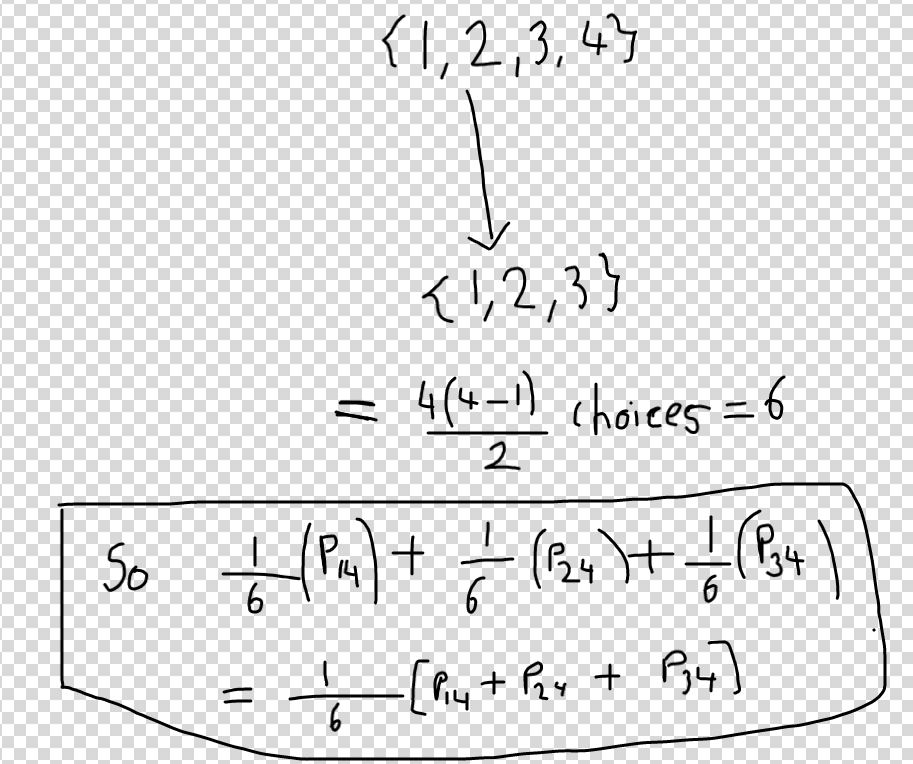 {1, 2, 3, 4}
{1, 2, 3}
= 4(4-1)/2 choices = 6
So 1/6 (P₁₄) + 1/6 (P₂₄) + 1/6 (P₃₄)
= 1/6 [P₁₄ + P₂₄ + P₃₄]